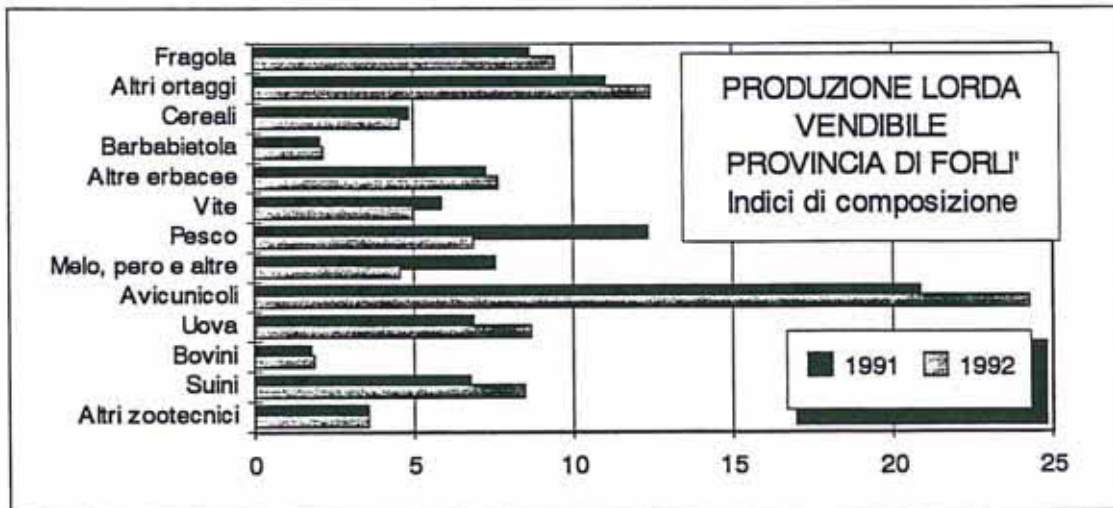 Fragola
Altri ortaggi
Cereali
Barbabietola
Altre erbacee
Vite
Pesco
Melo, pero e altre
Avicunicoli
Uova
Bovini
Suini
Altri zootecnici
PRODUZIONE LORDA
VENDIBILE
PROVINCIA DI FORLI'
Indici di composizione
1991 1992
0 5 10 15 20 25